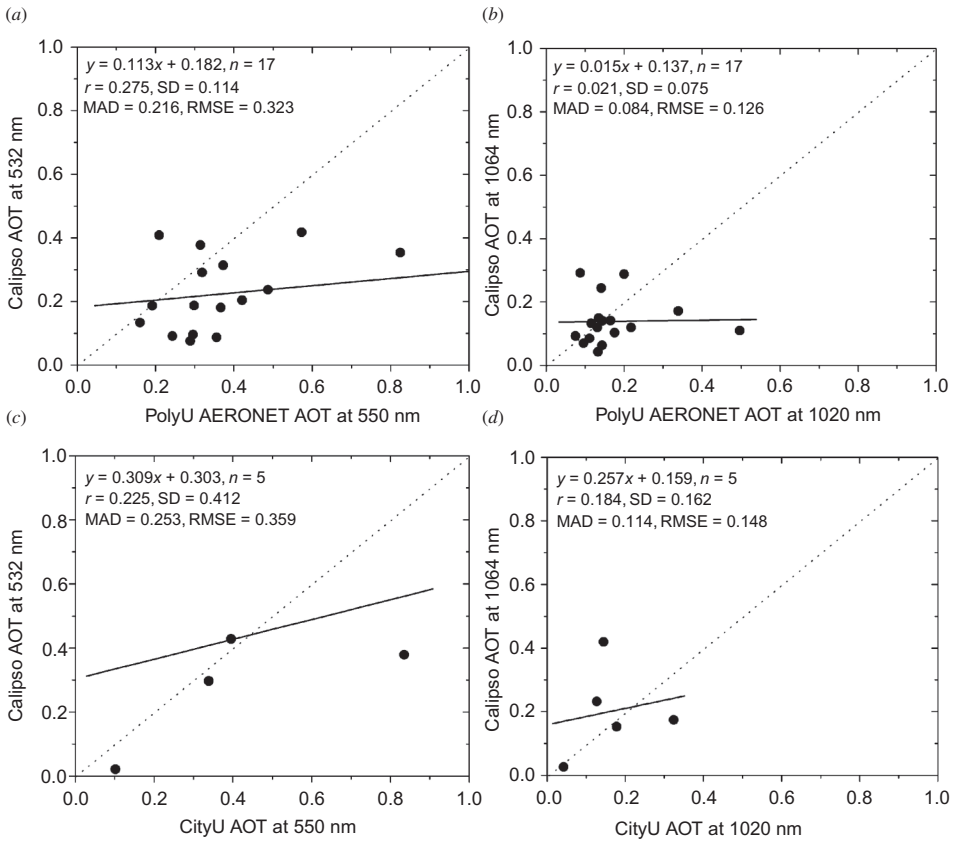 (a)
1.0
0.8
0.6
0.4
0.2
0.0
Calipso AOT at 532 nm
y = 0.113x + 0.182, n = 17
r = 0.275, SD = 0.114
MAD = 0.216, RMSE = 0.323
0.0 0.2 0.4 0.6 0.8 1.0
PolyU AERONET AOT at 550 nm
(b)
1.0
0.8
0.6
0.4
0.2
0.0
Calipso AOT at 1064 nm
y = 0.015x + 0.137, n = 17
r = 0.021, SD = 0.075
MAD = 0.084, RMSE = 0.126
0.0 0.2 0.4 0.6 0.8 1.0
PolyU AERONET AOT at 1020 nm
(c)
1.0
0.8
0.6
0.4
0.2
0.0
Calipso AOT at 532 nm
y = 0.309x + 0.303, n = 5
r = 0.225, SD = 0.412
MAD = 0.253, RMSE = 0.359
0.0 0.2 0.4 0.6 0.8 1.0
CityU AOT at 550 nm
(d)
1.0
0.8
0.6
0.4
0.2
0.0
Calipso AOT at 1064 nm
y = 0.257x + 0.159, n = 5
r = 0.184, SD = 0.162
MAD = 0.114, RMSE = 0.148
0.0 0.2 0.4 0.6 0.8 1.0
CityU AOT at 1020 nm